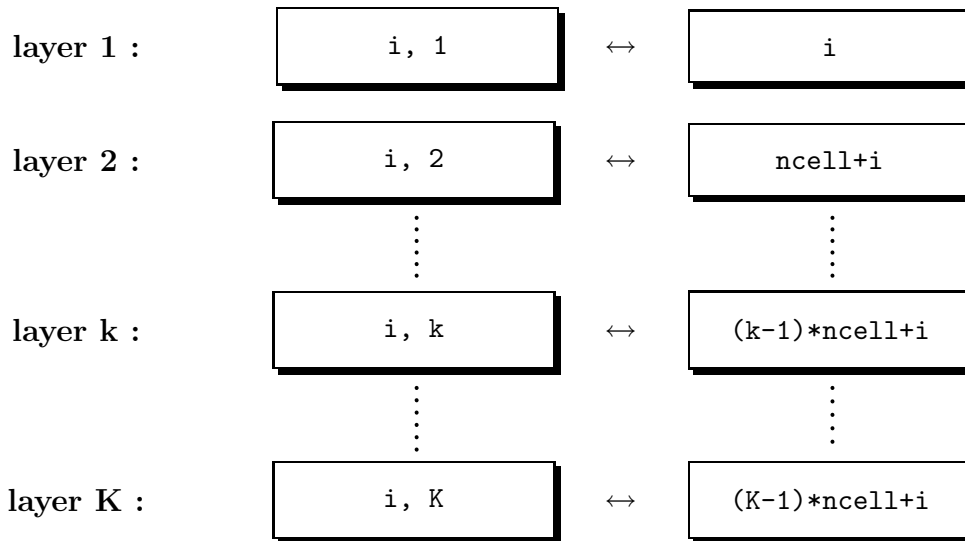 layer 1 : i, 1 ↔ i
layer 2 : i, 2 ↔ ncell+i
layer k : i, k ↔ (k-1)*ncell+i
layer K : i, K ↔ (K-1)*ncell+i